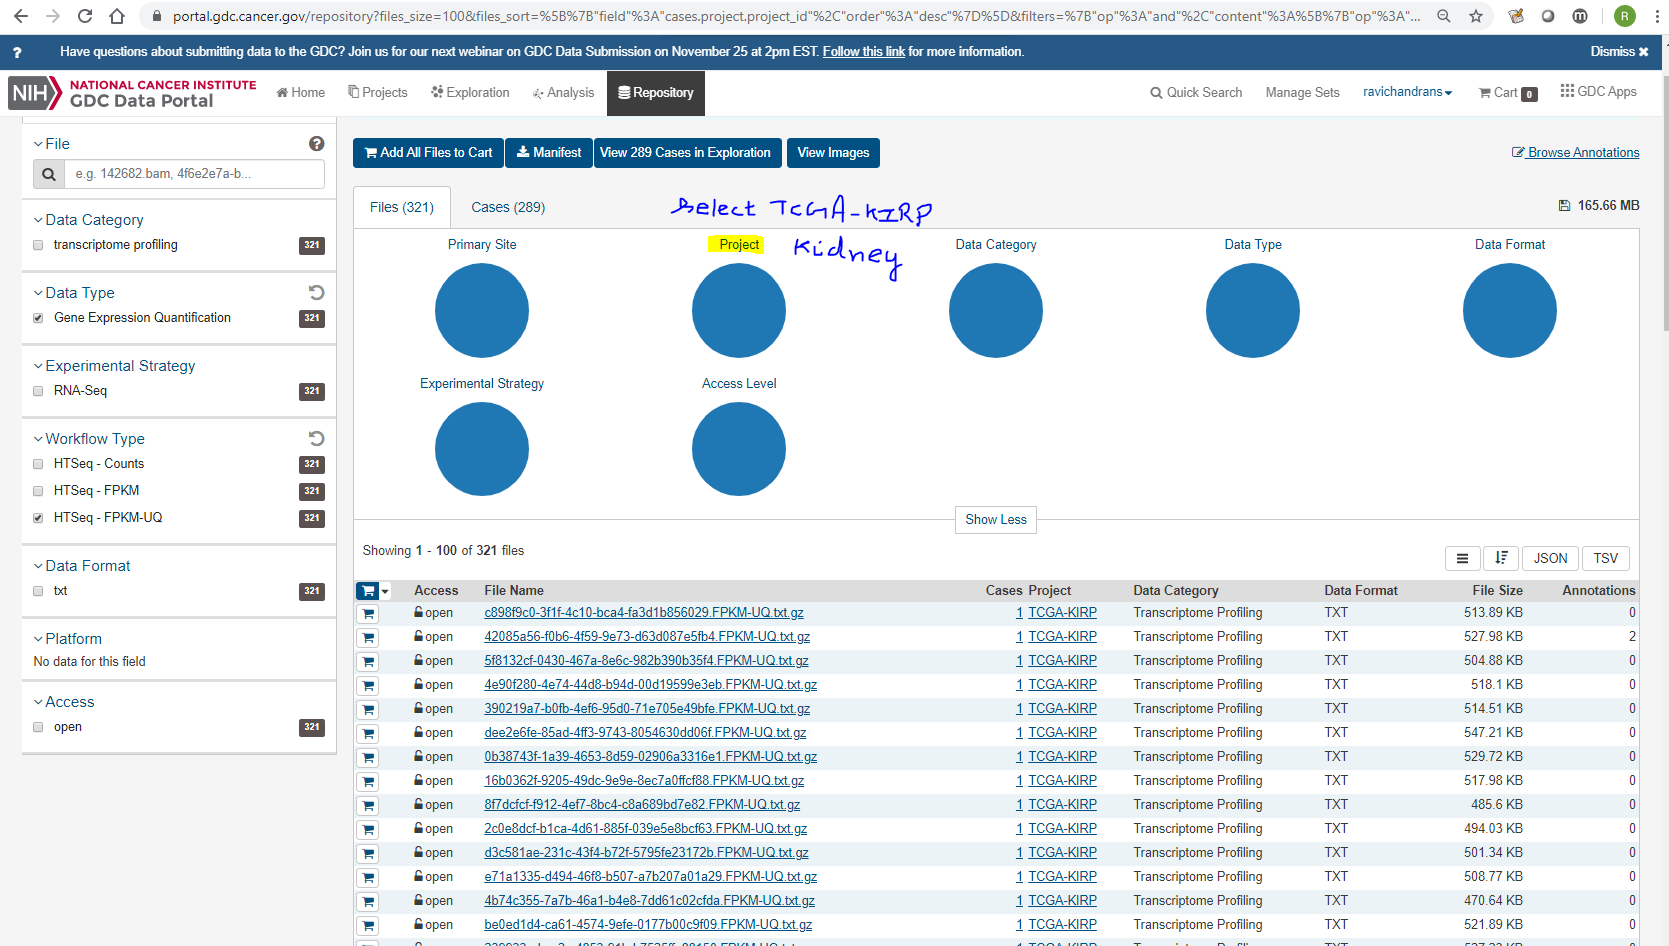 portal.gdc.cancer.gov/repository?files_size=100&files_sort=%5B%7B"field"%3A"cases.project.project_id"%2C"order"%3A"desc"%7D%5D&filters=%7B"op"%3A"and"%2C"content"%3A%5B%7B"op"%3A"...
R
? Have questions about submitting data to the GDC? Join us for our next webinar on GDC Data Submission on November 25 at 2pm EST. Follow this link for more information. Dismiss ✖
NIH NATIONAL CANCER INSTITUTE
GDC Data Portal
Home Projects Exploration Analysis Repository Quick Search Manage Sets ravichandrans Cart 0 GDC Apps
File ?
e.g. 142682.bam, 4f6e2e7a-b...
Data Category
transcriptome profiling 321
Data Type
Gene Expression Quantification 321
Experimental Strategy
RNA-Seq 321
Workflow Type
HTSeq - Counts 321
HTSeq - FPKM 321
HTSeq - FPKM-UQ 321
Data Format
txt 321
Platform
No data for this field
Access
open 321
Add All Files to Cart Manifest View 289 Cases in Exploration View Images Browse Annotations
Files (321) Cases (289) select TCGA-KIRP 165.66 MB
Kidney
Primary Site Project Data Category Data Type Data Format
Experimental Strategy Access Level
Show Less
Showing 1 - 100 of 321 files
JSON TSV
Access File Name Cases Project Data Category Data Format File Size Annotations
open c898f9c0-3f1f-4c10-bca4-fa3d1b856029.FPKM-UQ.txt.gz 1 TCGA-KIRP Transcriptome Profiling TXT 513.89 KB 0
open 42085a56-f0b6-4f59-9e73-d63d087e5fb4.FPKM-UQ.txt.gz 1 TCGA-KIRP Transcriptome Profiling TXT 527.98 KB 2
open 5f8132cf-0430-467a-8e6c-982b390b35f4.FPKM-UQ.txt.gz 1 TCGA-KIRP Transcriptome Profiling TXT 504.88 KB 0
open 4e90f280-4e74-44d8-b94d-00d19599e3eb.FPKM-UQ.txt.gz 1 TCGA-KIRP Transcriptome Profiling TXT 518.1 KB 0
open 390219a7-b0fb-4ef6-95d0-71e705e49bfe.FPKM-UQ.txt.gz 1 TCGA-KIRP Transcriptome Profiling TXT 514.51 KB 0
open dee2e6fe-85ad-4ff3-9743-8054630dd06f.FPKM-UQ.txt.gz 1 TCGA-KIRP Transcriptome Profiling TXT 547.21 KB 0
open 0b38743f-1a39-4653-8d59-02906a3316e1.FPKM-UQ.txt.gz 1 TCGA-KIRP Transcriptome Profiling TXT 529.72 KB 0
open 16b0362f-9205-49dc-9e9e-8ec7a0ffcf88.FPKM-UQ.txt.gz 1 TCGA-KIRP Transcriptome Profiling TXT 517.98 KB 0
open 8f7dcfcf-f912-4ef7-8bc4-c8a689bd7e82.FPKM-UQ.txt.gz 1 TCGA-KIRP Transcriptome Profiling TXT 485.6 KB 0
open 2c0e8dcf-b1ca-4d61-885f-039e5e8bcf63.FPKM-UQ.txt.gz 1 TCGA-KIRP Transcriptome Profiling TXT 494.03 KB 0
open d3c581ae-231c-43f4-b72f-5795fe23172b.FPKM-UQ.txt.gz 1 TCGA-KIRP Transcriptome Profiling TXT 501.34 KB 0
open e71a1335-d494-46f8-b507-a7b207a01a29.FPKM-UQ.txt.gz 1 TCGA-KIRP Transcriptome Profiling TXT 508.77 KB 0
open 4b74c355-7a7b-46a1-b4e8-7dd61c02cfda.FPKM-UQ.txt.gz 1 TCGA-KIRP Transcriptome Profiling TXT 470.64 KB 0
open be0ed1d4-ca61-4574-9efe-0177b00c9f09.FPKM-UQ.txt.gz 1 TCGA-KIRP Transcriptome Profiling TXT 521.89 KB 0